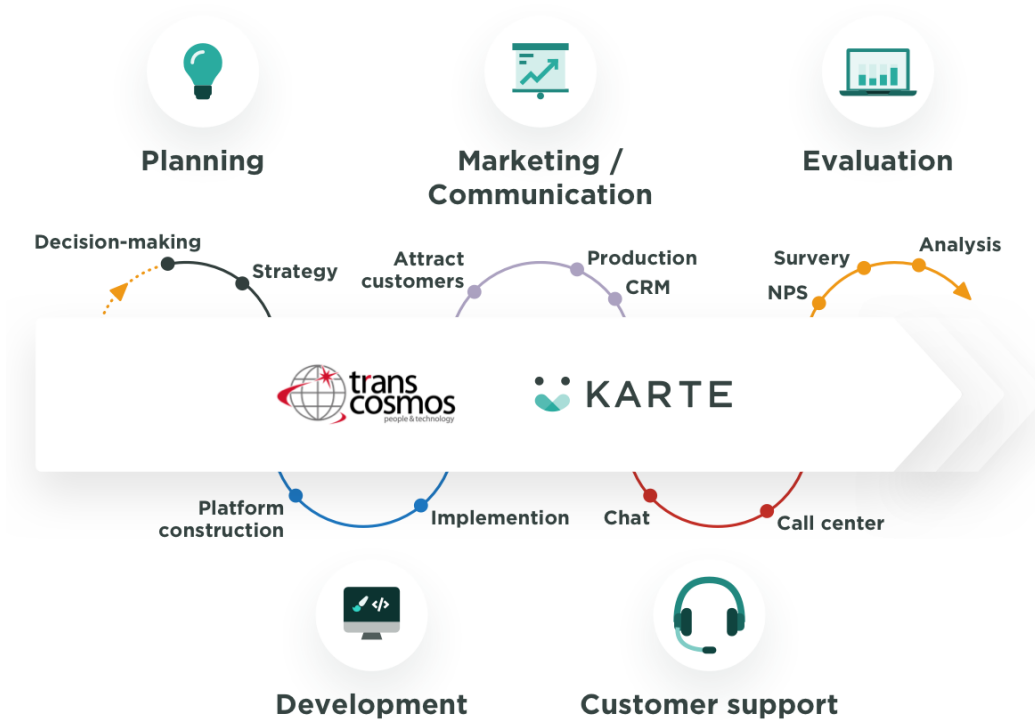 Planning
Marketing /
Communication
Evaluation
Decision-making
Strategy
Attract
customers
Production
CRM
Survery
NPS
Analysis
trans
cosmos
people & technology
KARTE
Platform
construction
Implemention
Chat
Call center
</>
Development
Customer support